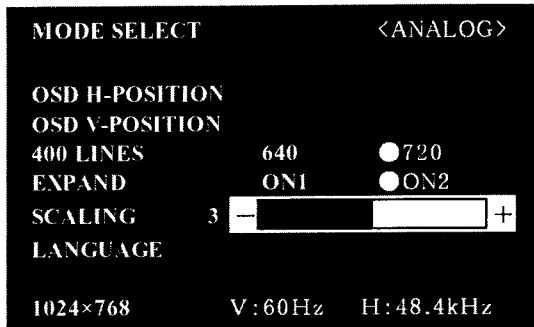 MODE SELECT <ANALOG>
OSD H-POSITION
OSD V-POSITION
400 LINES 640 720
EXPAND ON1 ON2
SCALING 3 - +
LANGUAGE
1024×768 V:60Hz H:48.4kHz